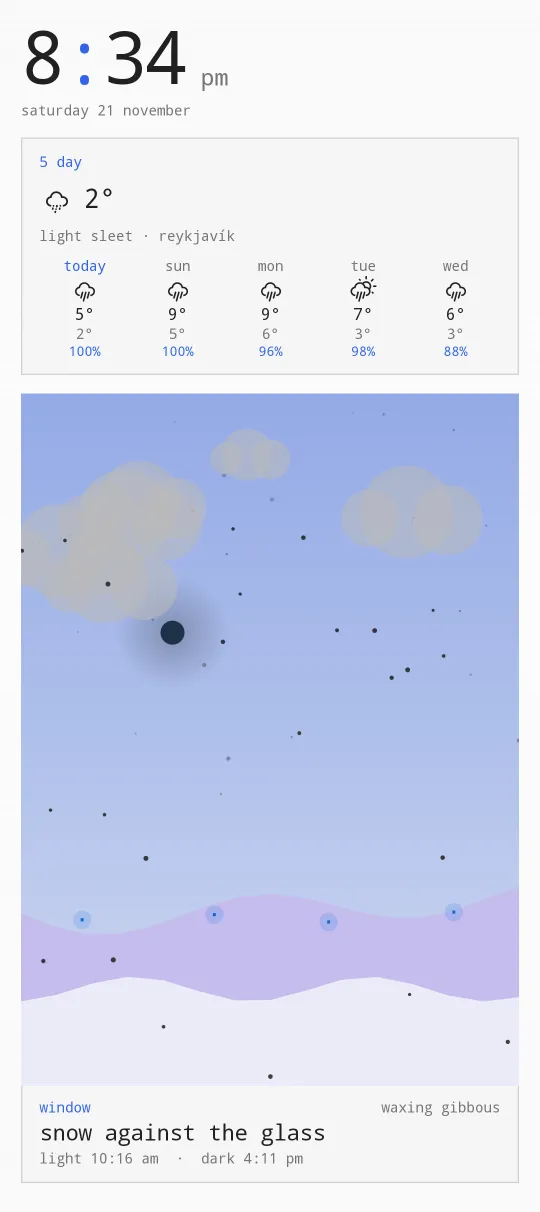 8:34 pm
saturday 21 november
5 day
2°
light sleet · reykjavík
today sun mon tue wed
5° 9° 9° 7° 6°
2° 5° 6° 3° 3°
100% 100% 96% 98% 88%
window waxing gibbous
snow against the glass
light 10:16 am · dark 4:11 pm